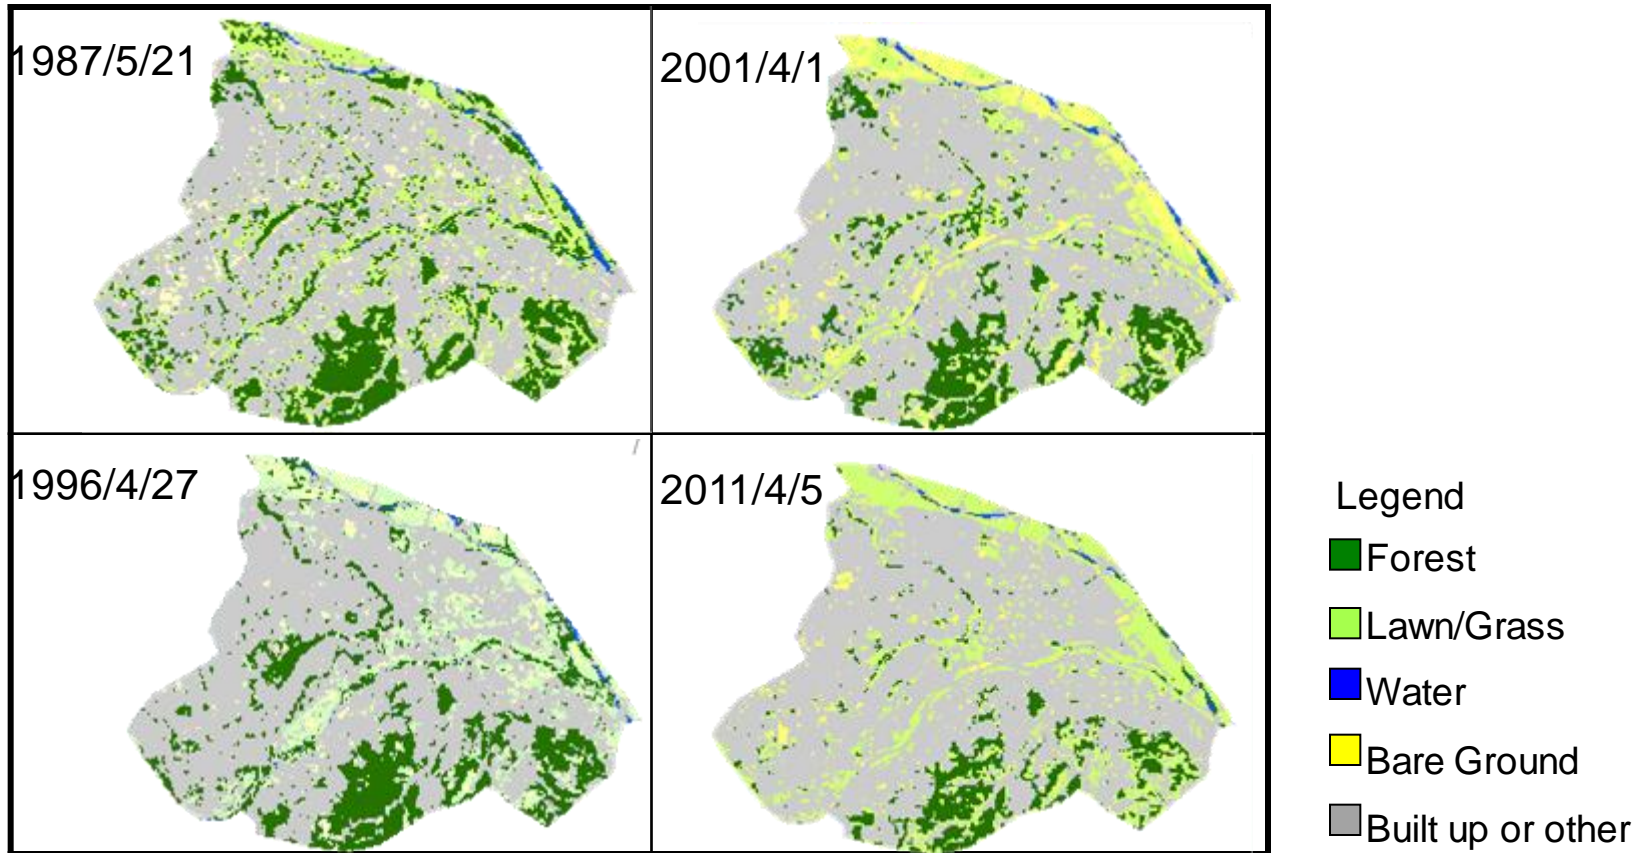 1987/5/21
2001/4/1
1996/4/27
2011/4/5
Legend
Forest
Lawn/Grass
Water
Bare Ground
Built up or other